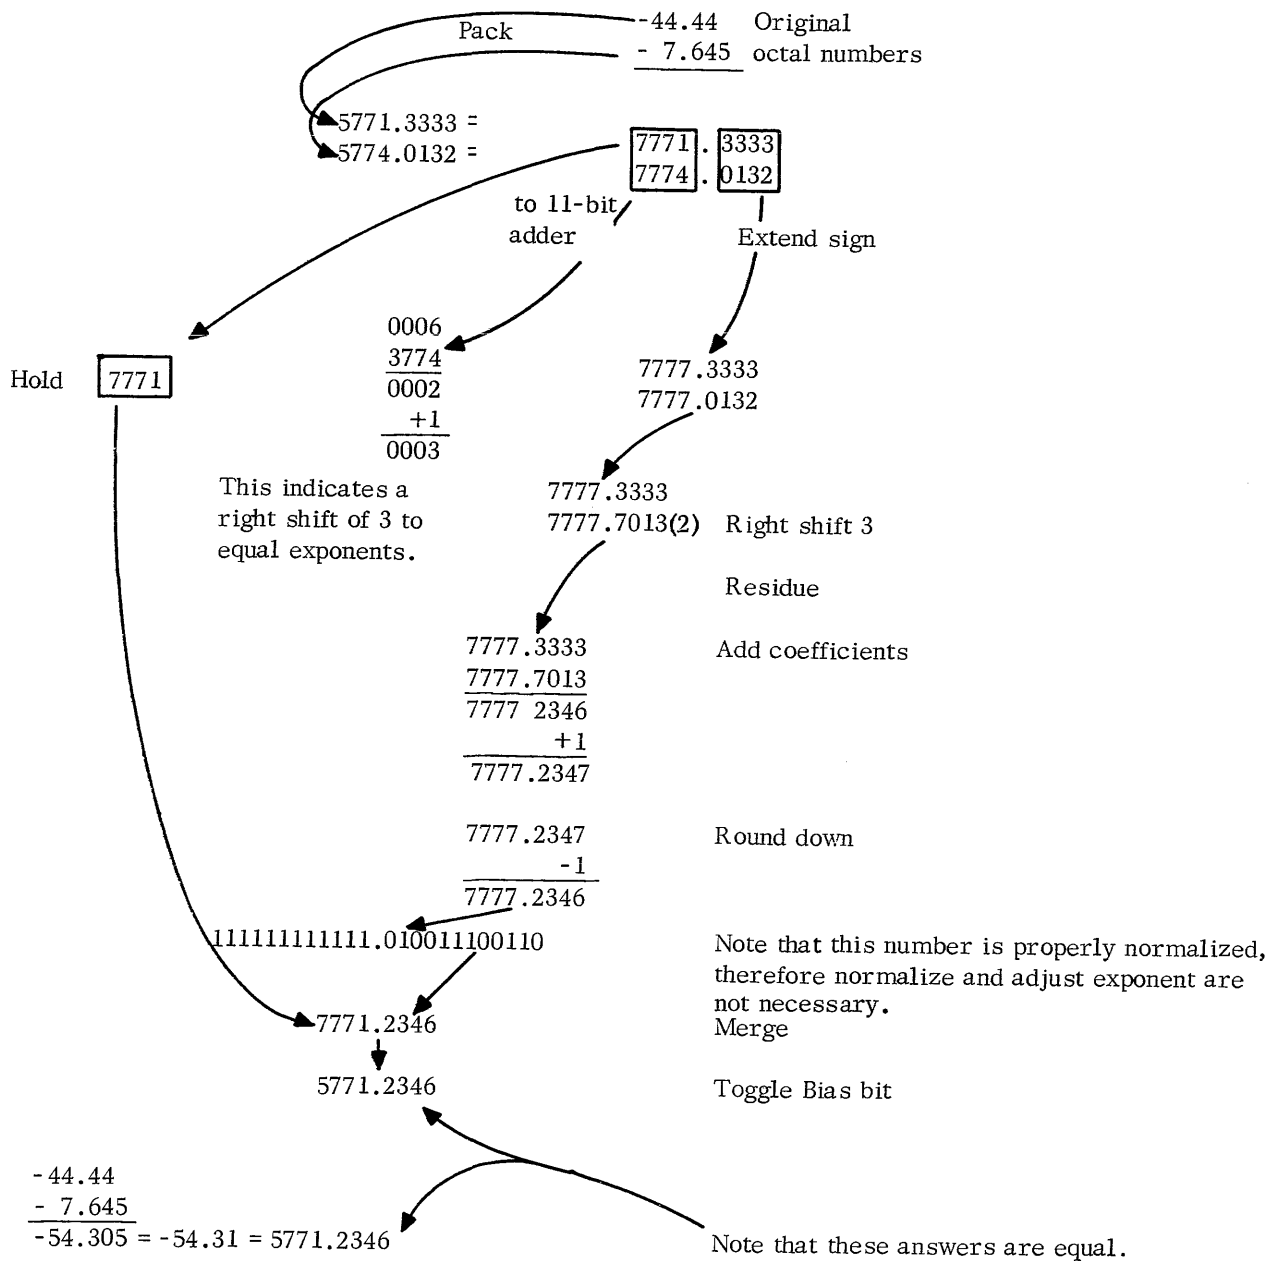 Pack
-44.44 Original
- 7.645 octal numbers
5771.3333 =
5774.0132 =
7771 . 3333
7774 . 0132
to 11-bit
adder
Extend sign
Hold 7771
0006
3774
0002
+1
0003
This indicates a
right shift of 3 to
equal exponents.
7777.3333
7777.0132
7777.3333
7777.7013(2) Right shift 3
Residue
7777.3333 Add coefficients
7777.7013
7777 2346
+1
7777.2347
7777.2347 Round down
-1
7777.2346
111111111111.010011100110
Note that this number is properly normalized,
therefore normalize and adjust exponent are
not necessary.
7771.2346 Merge
5771.2346 Toggle Bias bit
-44.44
- 7.645
-54.305 = -54.31 = 5771.2346
Note that these answers are equal.